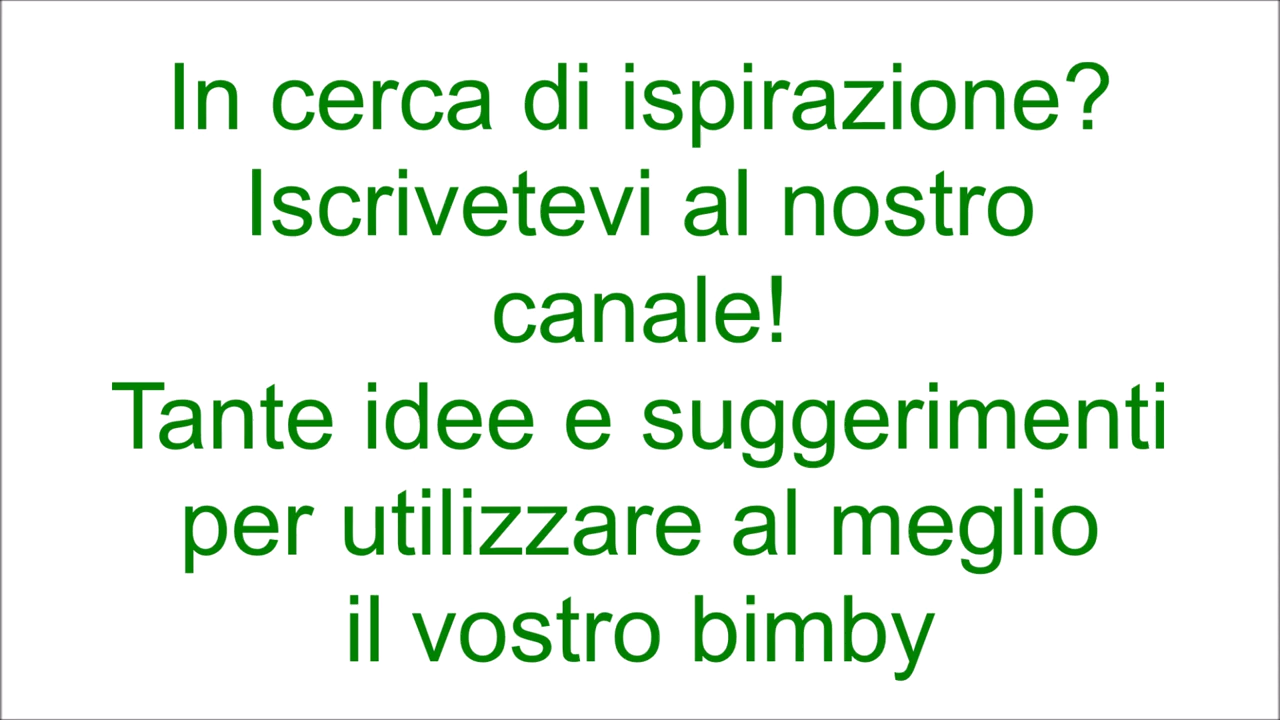 In cerca di ispirazione?
Iscrivetevi al nostro
canale!
Tante idee e suggerimenti
per utilizzare al meglio
il vostro bimby